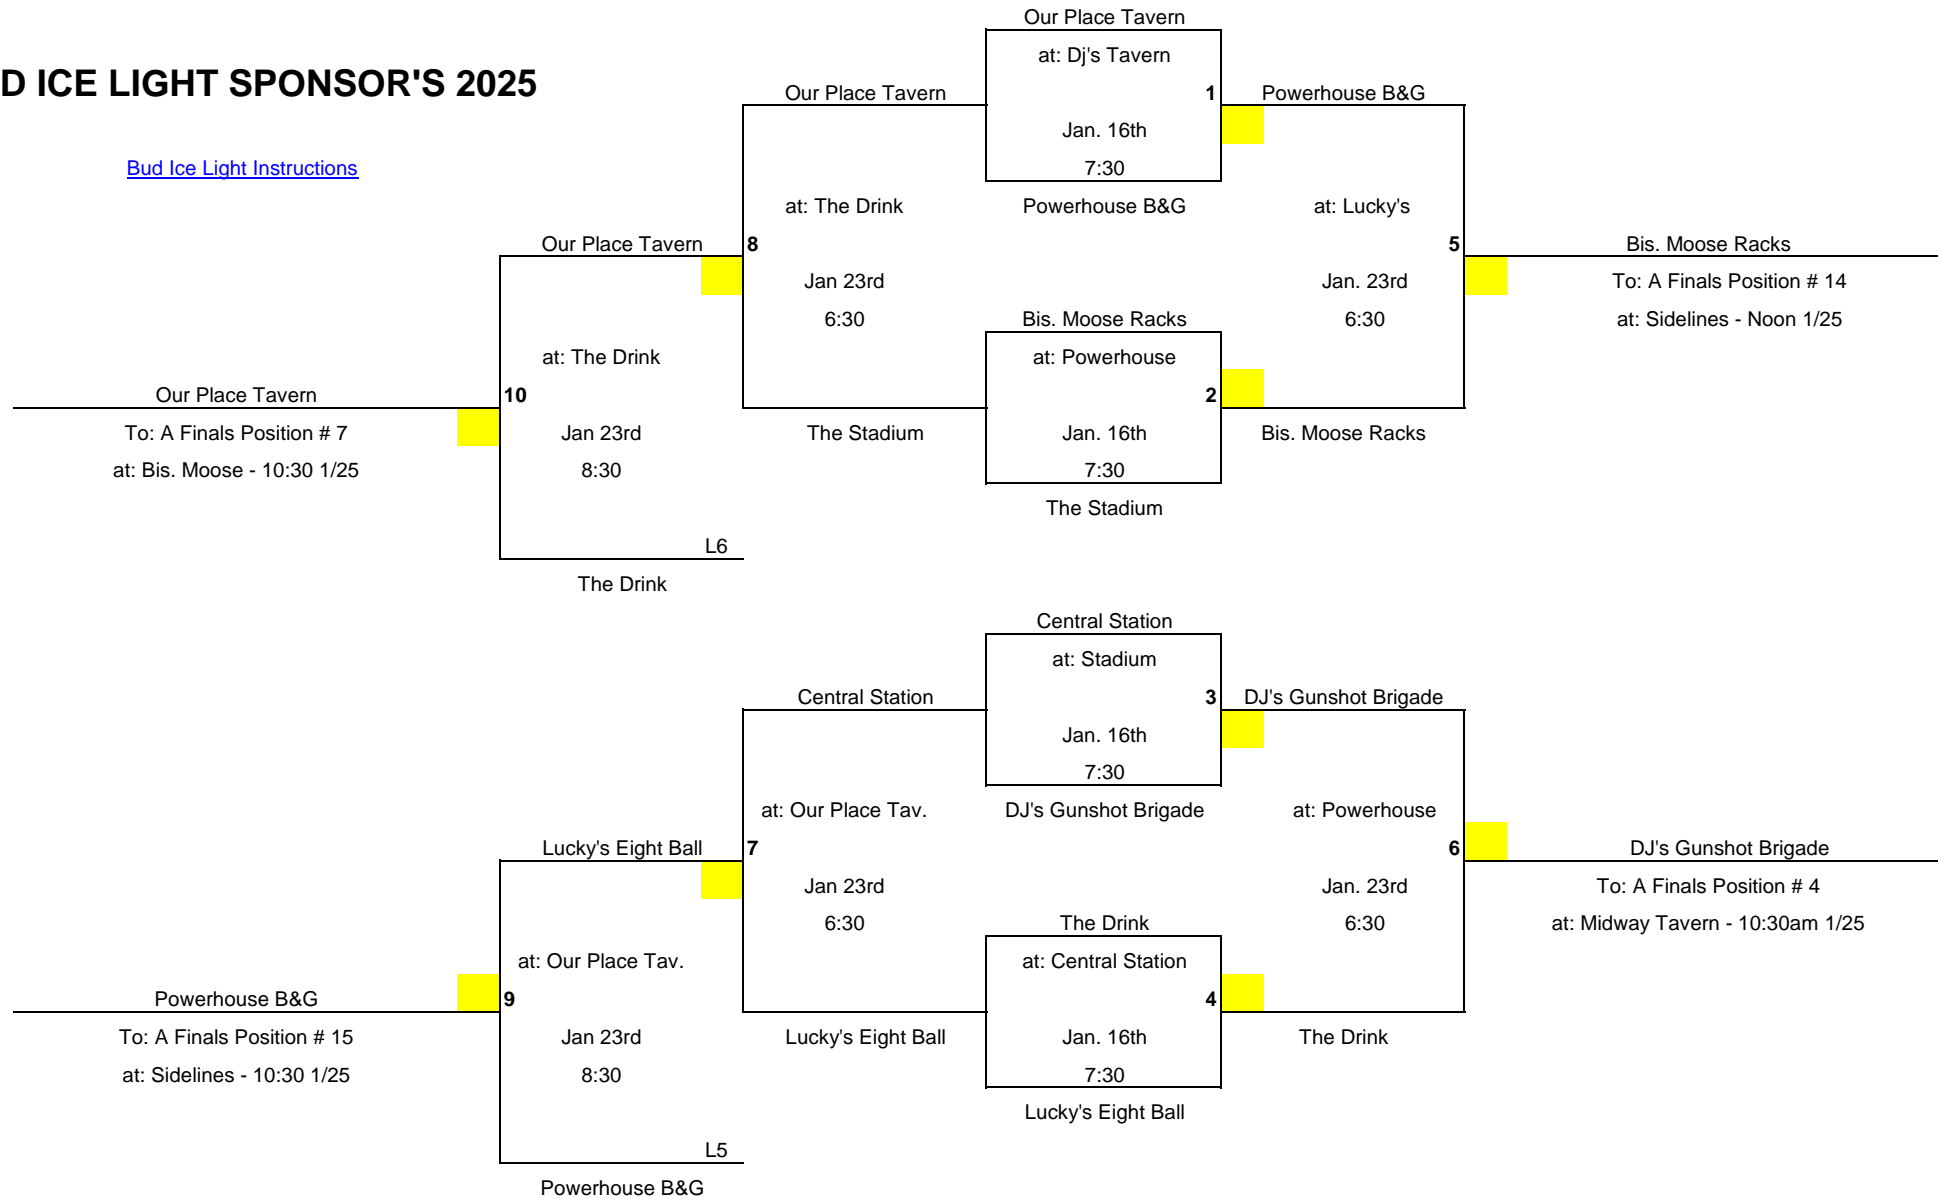 Our Place Tavern
at: Dj's Tavern
D ICE LIGHT SPONSOR'S 2025
Our Place Tavern
1
Powerhouse B&G
Jan. 16th
Bud Ice Light Instructions
7:30
at: The Drink
Powerhouse B&G
at: Lucky's
Our Place Tavern
8
5
Bis. Moose Racks
Jan 23rd
Jan. 23rd
To: A Finals Position # 14
6:30
Bis. Moose Racks
6:30
at: Sidelines - Noon 1/25
at: The Drink
at: Powerhouse
Our Place Tavern
10
2
To: A Finals Position # 7
Jan 23rd
The Stadium
Jan. 16th
Bis. Moose Racks
at: Bis. Moose - 10:30 1/25
8:30
7:30
The Stadium
L6
The Drink
Central Station
at: Stadium
Central Station
3
DJ's Gunshot Brigade
Jan. 16th
7:30
at: Our Place Tav.
DJ's Gunshot Brigade
at: Powerhouse
Lucky's Eight Ball
7
6
DJ's Gunshot Brigade
Jan 23rd
Jan. 23rd
To: A Finals Position # 4
6:30
The Drink
6:30
at: Midway Tavern - 10:30am 1/25
at: Our Place Tav.
at: Central Station
Powerhouse B&G
9
4
To: A Finals Position # 15
Jan 23rd
Lucky's Eight Ball
Jan. 16th
The Drink
at: Sidelines - 10:30 1/25
8:30
7:30
Lucky's Eight Ball
L5
Powerhouse B&G